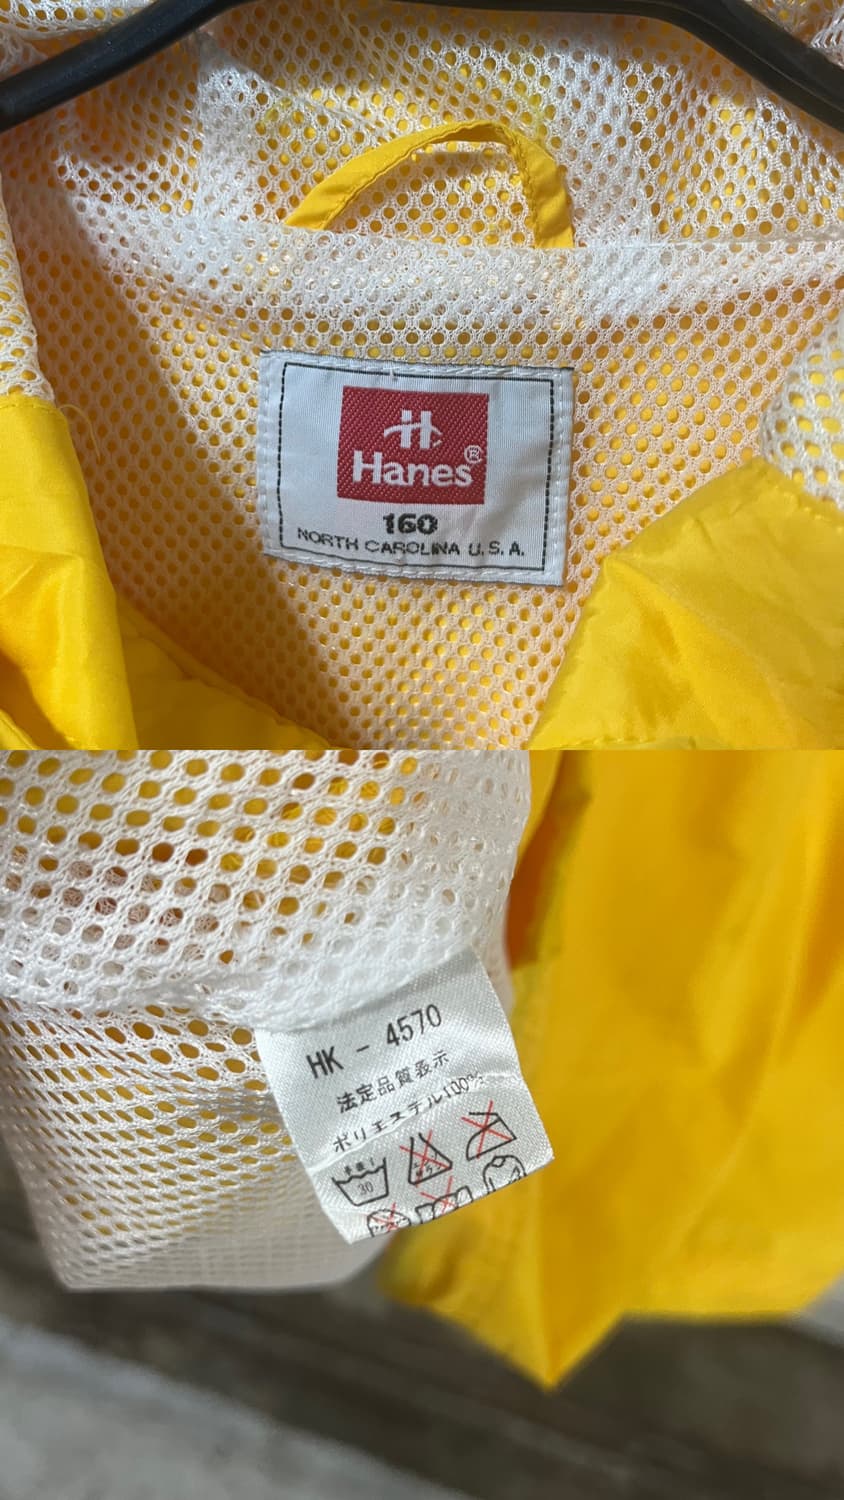 H
Hanes®
160
NORTH CAROLINA U.S.A.
HK - 4570
法定品質表示
ポリエステル100%
30